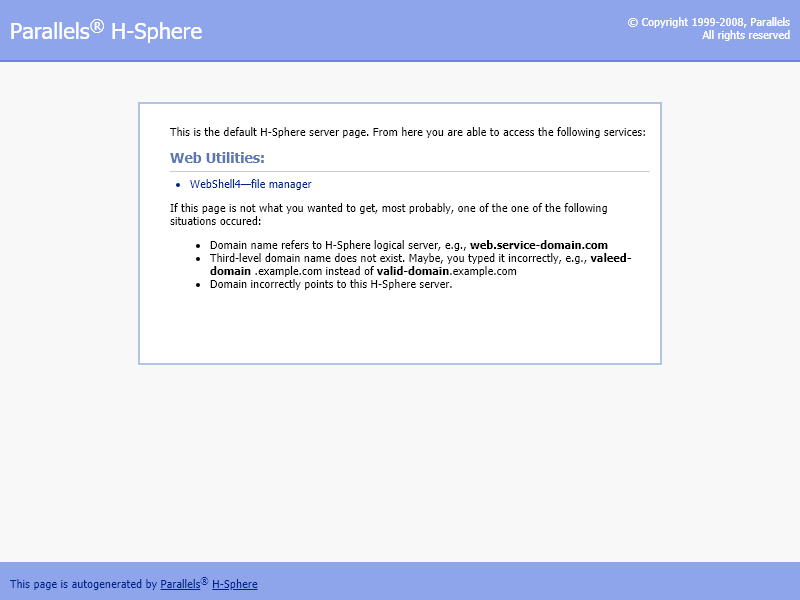 Parallels® H-Sphere
© Copyright 1999-2008, Parallels
All rights reserved
This is the default H-Sphere server page. From here you are able to access the following services:
Web Utilities:
• WebShell4—file manager
If this page is not what you wanted to get, most probably, one of the one of the following
situations occured:
• Domain name refers to H-Sphere logical server, e.g., web.service-domain.com
• Third-level domain name does not exist. Maybe, you typed it incorrectly, e.g., valeed-
domain .example.com instead of valid-domain.example.com
• Domain incorrectly points to this H-Sphere server.
This page is autogenerated by Parallels® H-Sphere